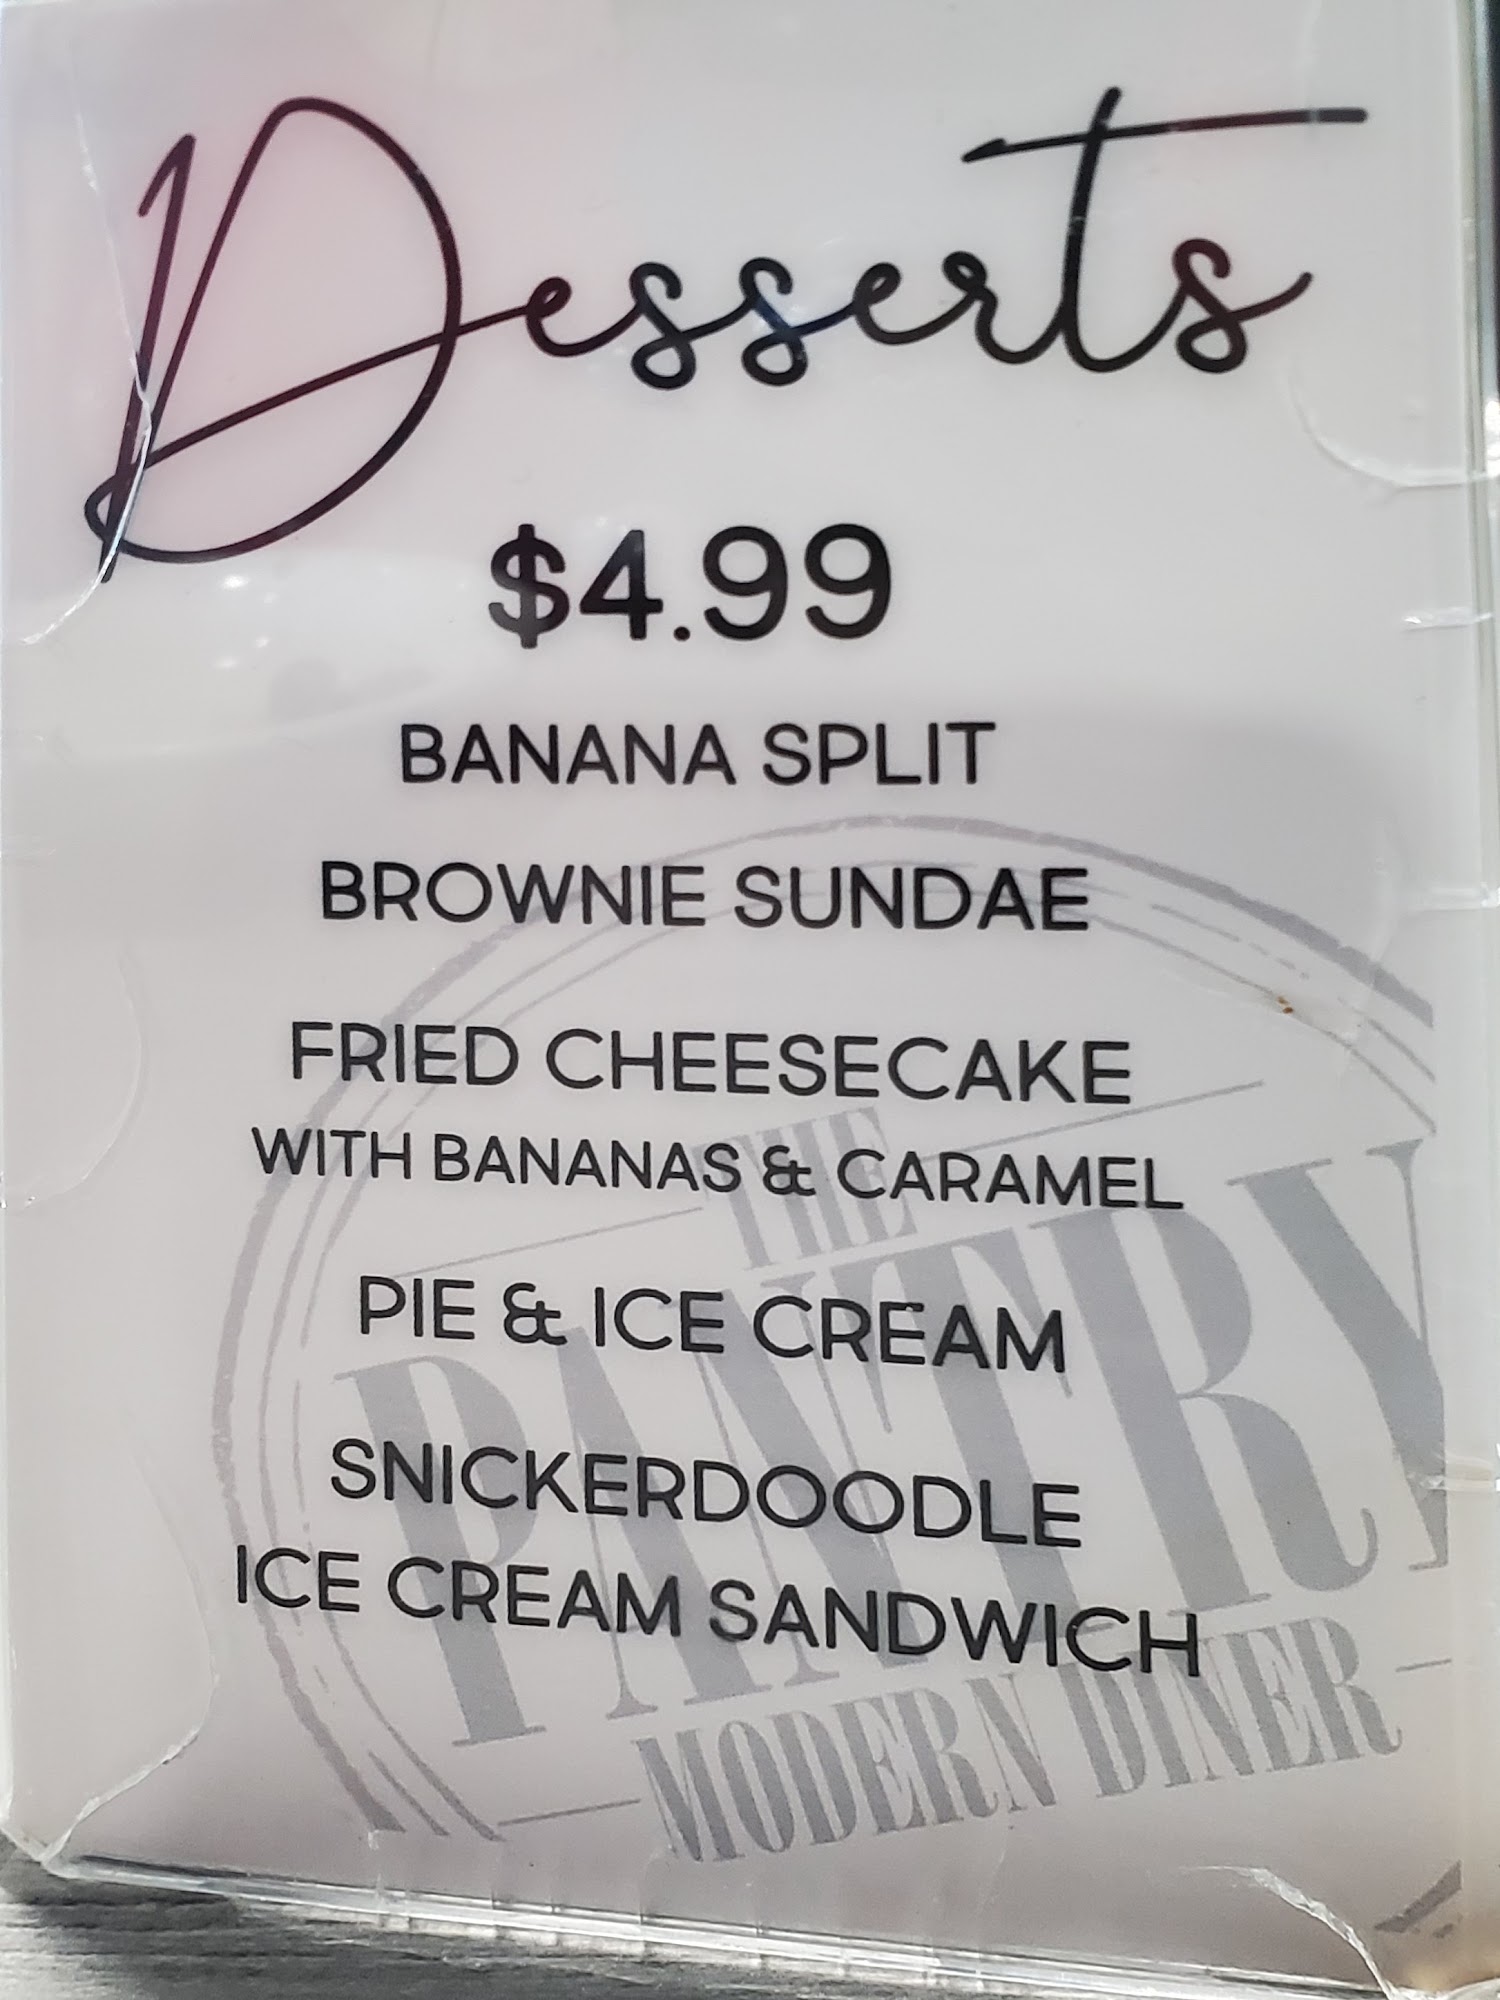 Desserts
$4.99
BANANA SPLIT
BROWNIE SUNDAE
FRIED CHEESECAKE
WITH BANANAS & CARAMEL
PIE & ICE CREAM
SNICKERDOODLE
ICE CREAM SANDWICH
THE
PANTRY
MODERN DINER